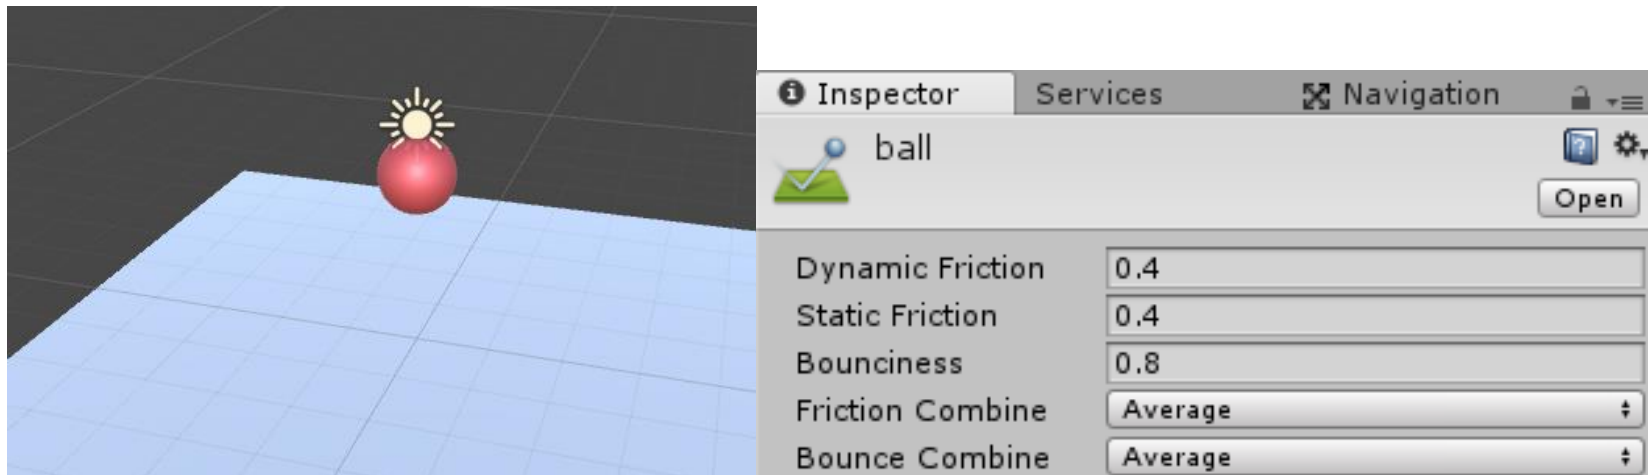 Inspector Services Navigation
ball
Open
Dynamic Friction 0.4
Static Friction 0.4
Bounciness 0.8
Friction Combine Average
Bounce Combine Average